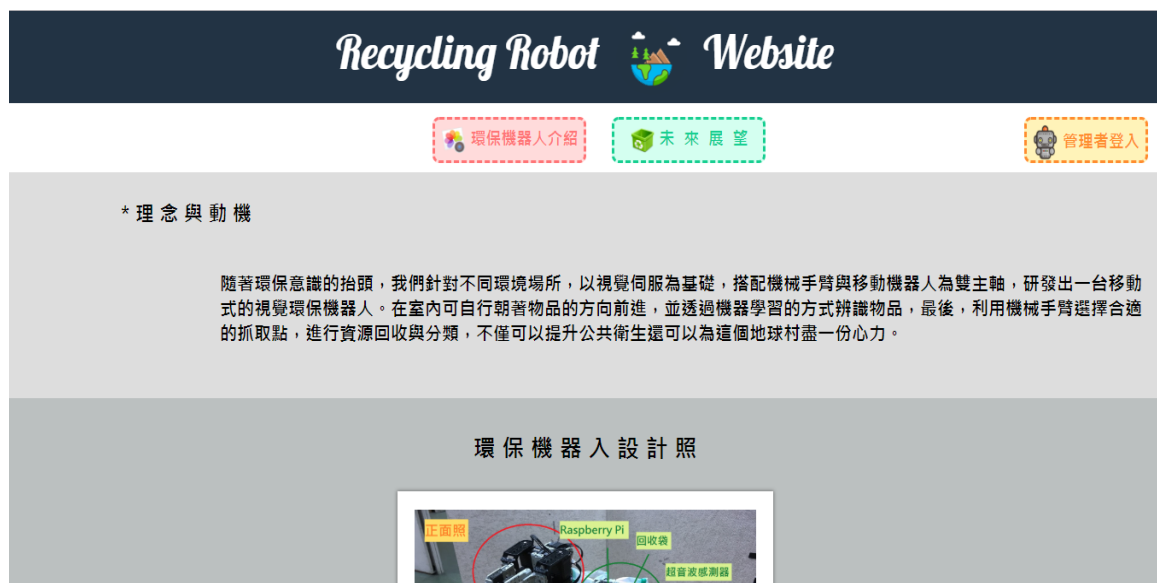 Recycling Robot Website
環保機器人介紹
未 來 展 望
管理者登入
*理念與動機
隨著環保意識的抬頭，我們針對不同環境場所，以視覺伺服為基礎，搭配機械手臂與移動機器人為雙主軸，研發出一台移動
式的視覺環保機器人。在室內可自行朝著物品的方向前進，並透過機器學習的方式辨識物品，最後，利用機械手臂選擇合適
的抓取點，進行資源回收與分類，不僅可以提升公共衛生還可以為這個地球村盡一份心力。
環保機器入設計照
正面照
Raspberry Pi
回收袋
超音波感測器